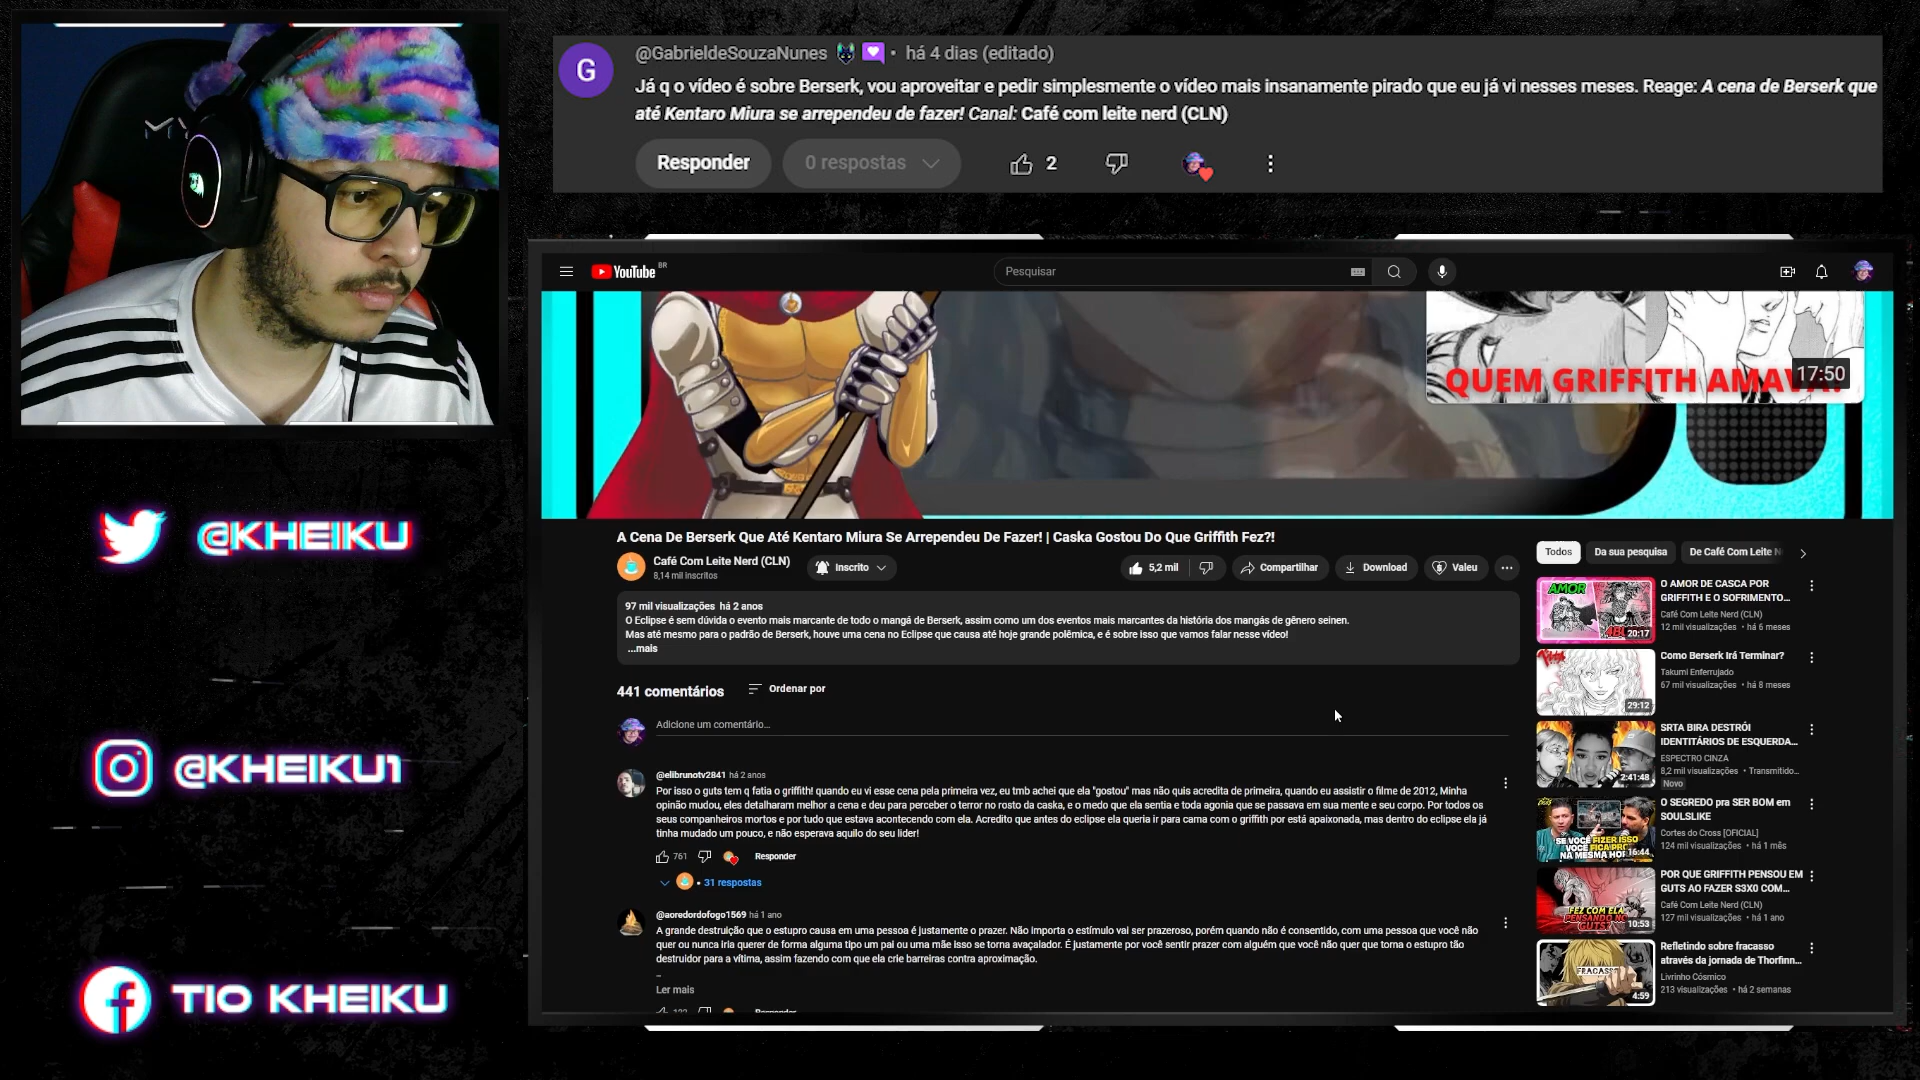 @GabrieldeSouzaNunes • há 4 dias (editado)
Já q o vídeo é sobre Berserk, vou aproveitar e pedir simplesmente o vídeo mais insanamente pirado que eu já vi nesses meses. Reage: A cena de Berserk que
até Kentaro Miura se arrependeu de fazer! Canal: Café com leite nerd (CLN)
G
Responder
0 respostas
2
YouTube BR
Pesquisar
QUEM GRIFFITH AMAVA?
17:50
A Cena De Berserk Que Até Kentaro Miura Se Arrependeu De Fazer! | Caska Gostou Do Que Griffith Fez?!
Café Com Leite Nerd (CLN)
8,14 mil inscritos
Inscrito
5,2 mil
Compartilhar
Download
Valeu
97 mil visualizações há 2 anos
O Eclipse é sem dúvida o evento mais marcante de todo o mangá de Berserk, assim como um dos eventos mais marcantes da história dos mangás de gênero seinen.
Mas até mesmo para o padrão de Berserk, houve uma cena no Eclipse que causa até hoje grande polêmica, e é sobre isso que vamos falar nesse vídeo!
...mais
441 comentários
Ordenar por
Adicione um comentário...
@elibrunotv2841 há 2 anos
Por isso o guts tem q fatia o griffith! quando eu vi esse cena pela primeira vez, eu tmb achei que ela "gostou" mas não quis acredita de primeira, quando eu assistir o filme de 2012, Minha
opinão mudou, eles detalharam melhor a cena e deu para perceber o terror no rosto da caska, e o medo que ela sentia e toda agonia que se passava em sua mente e seu corpo. Por todos os
seus companheiros mortos e por tudo que estava acontecendo com ela. Acredito que antes do eclipse ela queria ir para cama com o griffith por está apaixonada, mas dentro do eclipse ela já
tinha mudado um pouco, e não esperava aquilo do seu lider!
761
Responder
• 31 respostas
@aoredordofogo1569 há 1 ano
A grande destruição que o estupro causa em uma pessoa é justamente o prazer. Não importa o estímulo vai ser prazeroso, porém quando não é consentido, com uma pessoa que você não
quer ou nunca iria querer de forma alguma tipo um pai ou uma mãe isso se torna avaçalador. É justamente por você sentir prazer com alguém que você não quer que torna o estupro tão
destruidor para a vítima, assim fazendo com que ela crie barreiras contra aproximação.
Ler mais
Todos
Da sua pesquisa
De Café Com Leite N
AMOR
20:17
O AMOR DE CASCA POR
GRIFFITH E O SOFRIMENTO...
Café Com Leite Nerd (CLN)
12 mil visualizações • há 6 meses
29:12
Como Berserk Irá Terminar?
Takumi Enferrujado
67 mil visualizações • há 8 meses
2:41:48
SRTA BIRA DESTRÓI
IDENTITÁRIOS DE ESQUERDA...
ESPECTRO CINZA
8,2 mil visualizações • Transmitido...
Novo
SE VOCÊ FIZER ISSO
VOCÊ FICA PRO
NA MESMA HO
16:44
O SEGREDO pra SER BOM em
SOULSLIKE
Cortes do Cross [OFICIAL]
124 mil visualizações • há 1 mês
FEZ COM ELA
PENSANDO NO
GUTS?
10:53
POR QUE GRIFFITH PENSOU EM
GUTS AO FAZER S3X0 COM...
Café Com Leite Nerd (CLN)
127 mil visualizações • há 1 ano
FRACASSO
4:59
Refletindo sobre fracasso
através da jornada de Thorfinn...
Livrinho Cósmico
213 visualizações • há 2 semanas
@KHEIKU
@KHEIKU1
TIO KHEIKU